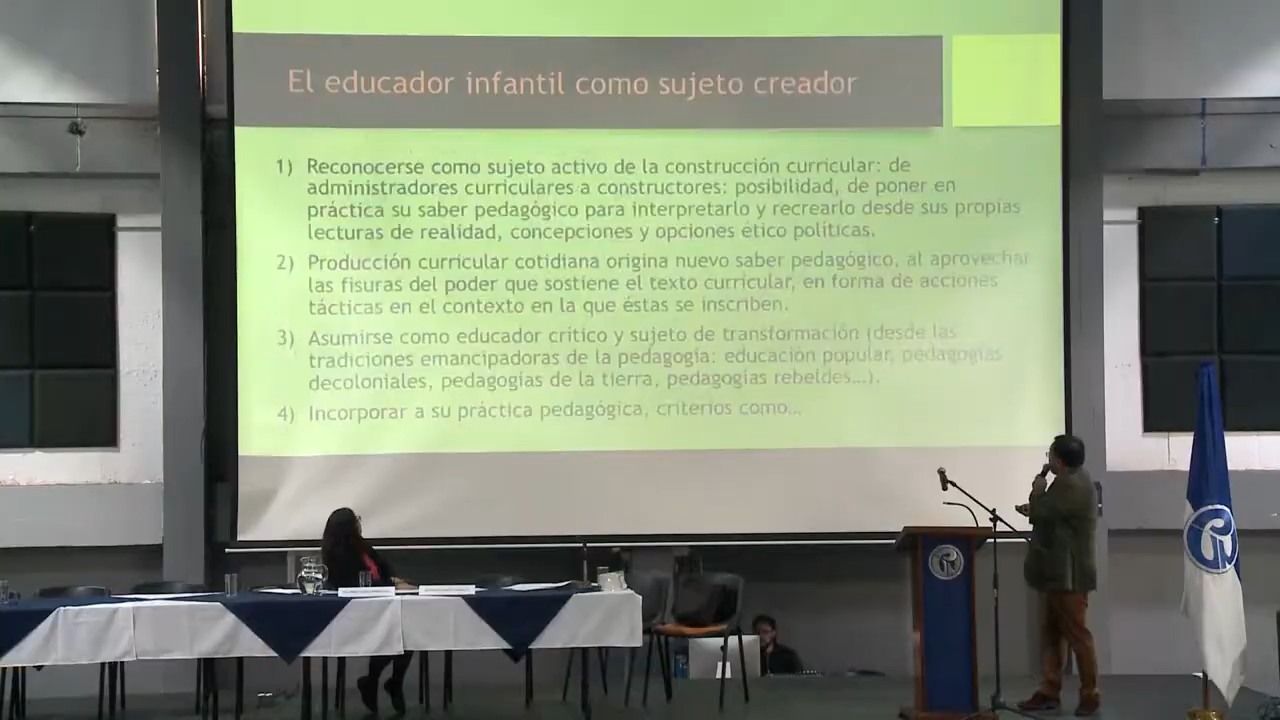 El educador infantil como sujeto creador
1) Reconocerse como sujeto activo de la construcción curricular: de
administradores curriculares a constructores: posibilidad, de poner en
práctica su saber pedagógico para interpretarlo y recrearlo desde sus propias
lecturas de realidad, concepciones y opciones ético políticas.
2) Producción curricular cotidiana origina nuevo saber pedagógico, al aprovechar
las fisuras del poder que sostiene el texto curricular, en forma de acciones
tácticas en el contexto en la que éstas se inscriben.
3) Asumirse como educador critico y sujeto de transformación (desde las
tradiciones emancipadoras de la pedagogía: educación popular, pedagogías
decoloniales, pedagogías de la tierra, pedagogías rebeldes...).
4) Incorporar a su práctica pedagógica, criterios como...